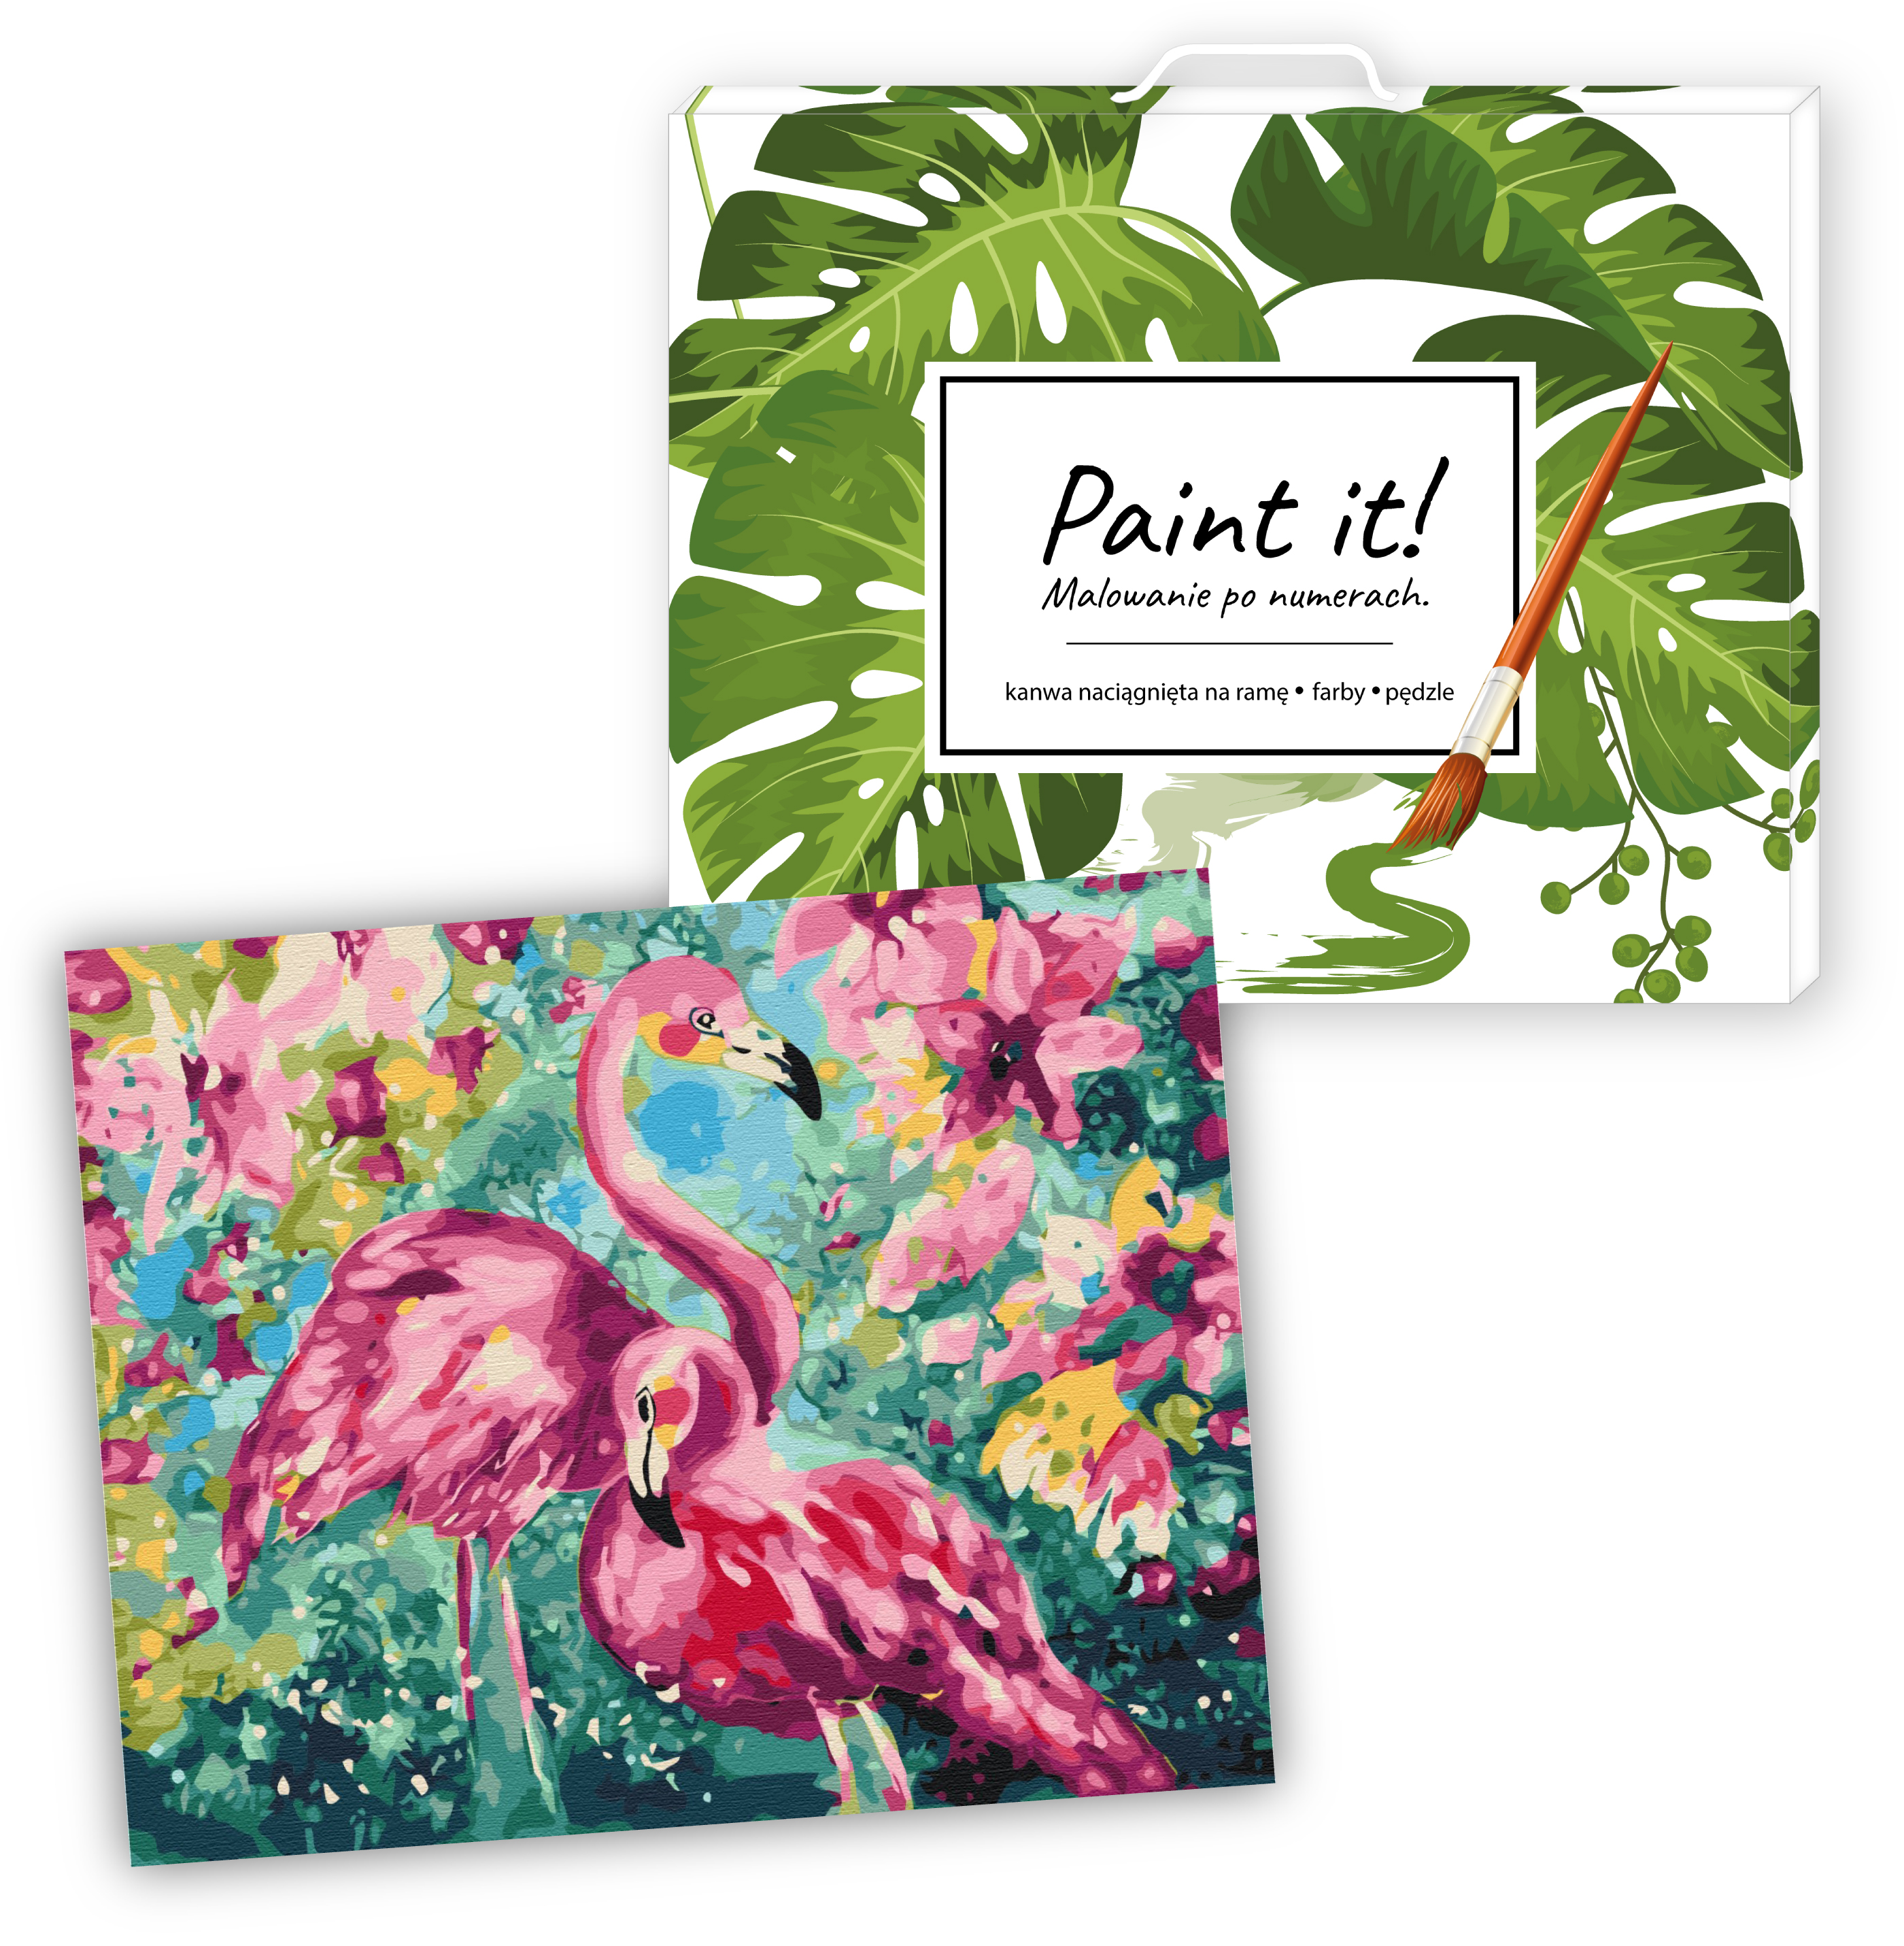 Paint it!
Malowanie po numerach.
kanwa naciągnięta na ramę • farby • pędzle